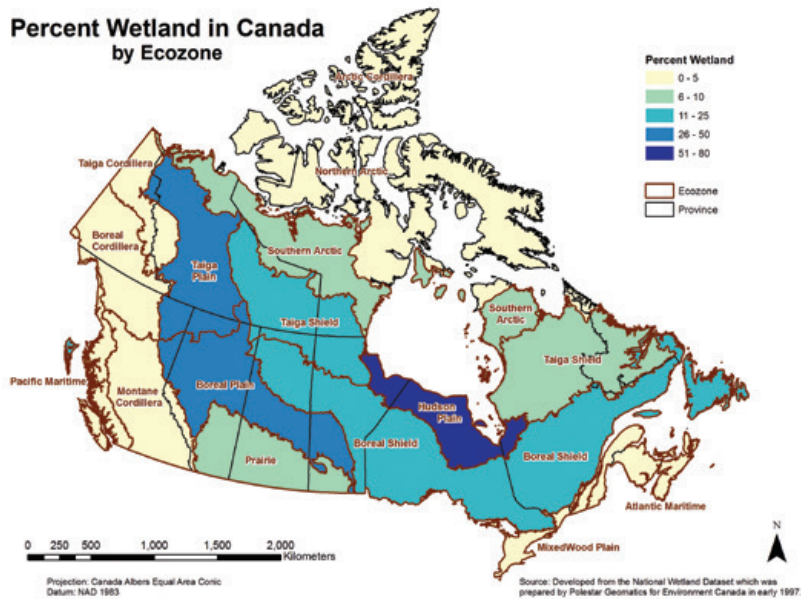 Percent Wetland in Canada
by Ecozone
Arctic Cordillera
Percent Wetland
0 - 5
6 - 10
11 - 25
26 - 50
51 - 80
Ecozone
Province
Taiga Cordillera
Northern Arctic
Boreal
Cordillera
Southern Arctic
Taiga
Plain
Taiga Shield
Southern
Arctic
Taiga Shield
Pacific Maritime
Montane
Cordillera
Boreal Plain
Hudson
Plain
Boreal Shield
Boreal Shield
Prairie
Atlantic Maritime
MixedWood Plain
N
0 250 500 1,000 1,500 2,000
Kilometers
Projection: Canada Albers Equal Area Conic
Datum: NAD 1983
Source: Developed from the National Wetland Dataset which was
prepared by Polestar Geomatics for Environment Canada in early 1997.